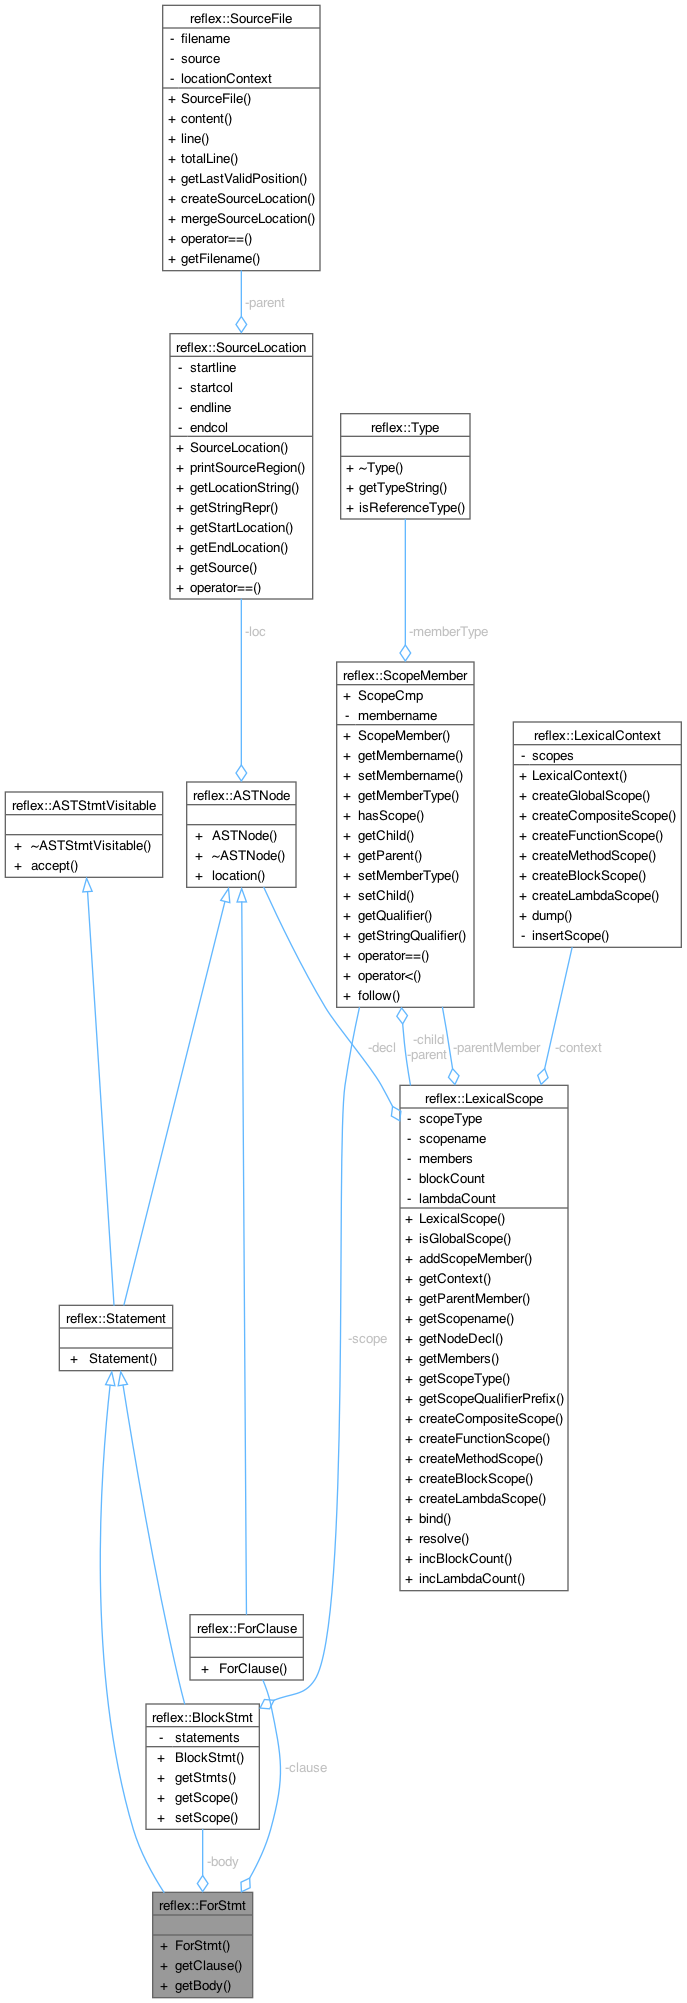 reflex::SourceFile
- filename
- source
- locationContext
+ SourceFile()
+ content()
+ line()
+ totalLine()
+ getLastValidPosition()
+ createSourceLocation()
+ mergeSourceLocation()
+ operator==()
+ getFilename()
-parent
reflex::SourceLocation
- startline
- startcol
- endline
- endcol
+ SourceLocation()
+ printSourceRegion()
+ getLocationString()
+ getStringRepr()
+ getStartLocation()
+ getEndLocation()
+ getSource()
+ operator==()
-loc
reflex::Type
+ ~Type()
+ getTypeString()
+ isReferenceType()
-memberType
reflex::ScopeMember
+ ScopeCmp
- membername
+ ScopeMember()
+ getMembername()
+ setMembername()
+ getMemberType()
+ hasScope()
+ getChild()
+ getParent()
+ setMemberType()
+ setChild()
+ getQualifier()
+ getStringQualifier()
+ operator==()
+ operator<()
+ follow()
reflex::LexicalContext
- scopes
+ LexicalContext()
+ createGlobalScope()
+ createCompositeScope()
+ createFunctionScope()
+ createMethodScope()
+ createBlockScope()
+ createLambdaScope()
+ dump()
- insertScope()
reflex::ASTStmtVisitable
+ ~ASTStmtVisitable()
+ accept()
reflex::ASTNode
+ ASTNode()
+ ~ASTNode()
+ location()
-decl
-child
-parent
-parentMember
-context
reflex::LexicalScope
- scopeType
- scopename
- members
- blockCount
- lambdaCount
+ LexicalScope()
+ isGlobalScope()
+ addScopeMember()
+ getContext()
+ getParentMember()
+ getScopename()
+ getNodeDecl()
+ getMembers()
+ getScopeType()
+ getScopeQualifierPrefix()
+ createCompositeScope()
+ createFunctionScope()
+ createMethodScope()
+ createBlockScope()
+ createLambdaScope()
+ bind()
+ resolve()
+ incBlockCount()
+ incLambdaCount()
reflex::Statement
+ Statement()
-scope
reflex::ForClause
+ ForClause()
reflex::BlockStmt
- statements
+ BlockStmt()
+ getStmts()
+ getScope()
+ setScope()
-clause
-body
reflex::ForStmt
+ ForStmt()
+ getClause()
+ getBody()